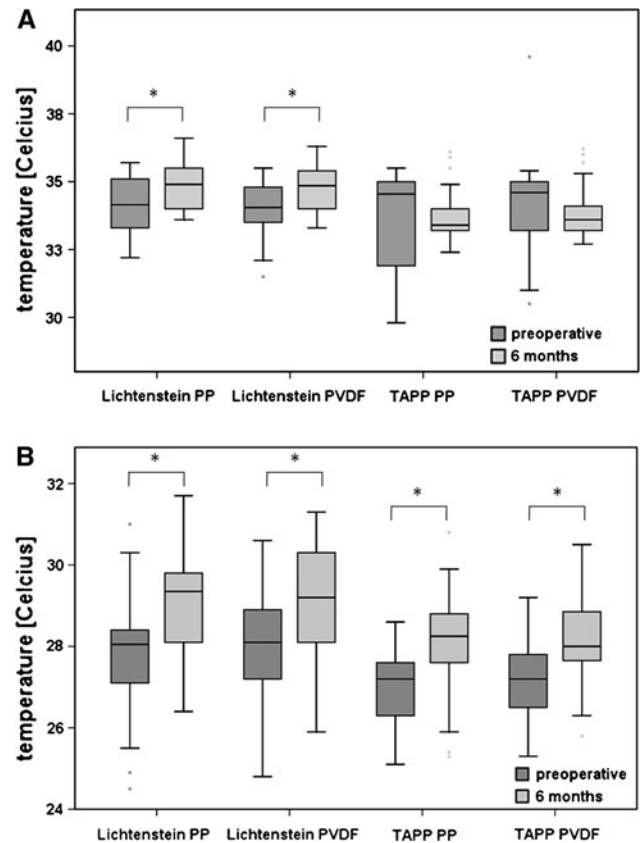 A
temperature [Celcius]
40
38
35
33
30
* *
preoperative
6 months
Lichtenstein PP Lichtenstein PVDF TAPP PP TAPP PVDF
B
temperature [Celcius]
32
30
28
26
24
* * * *
preoperative
6 months
Lichtenstein PP Lichtenstein PVDF TAPP PP TAPP PVDF